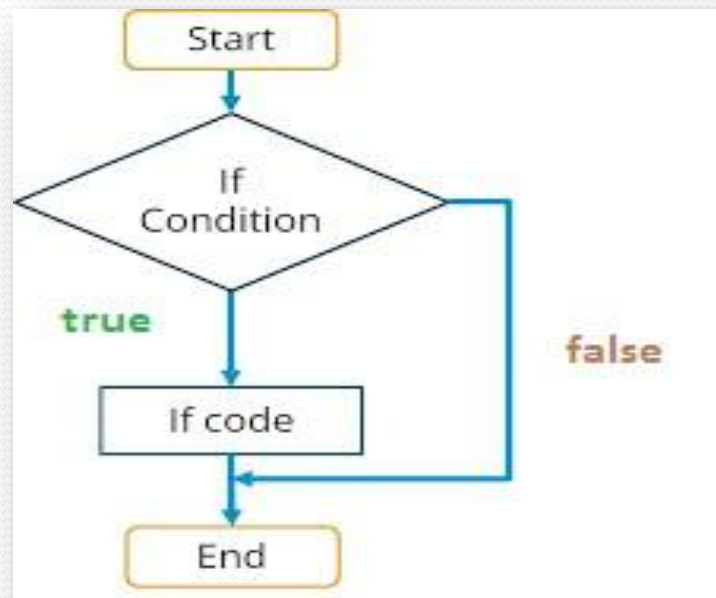 Start
If
Condition
true
false
If code
End